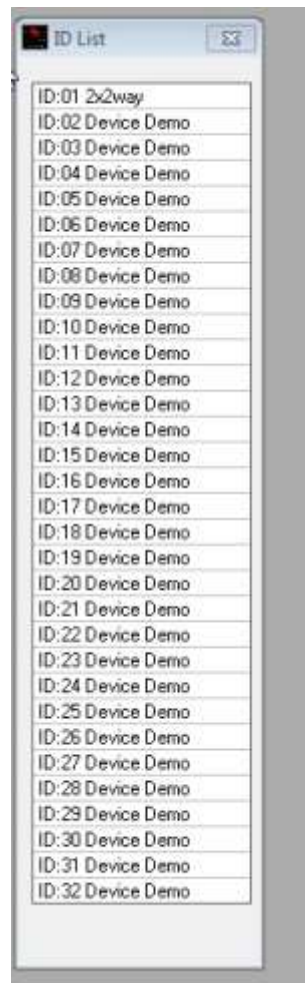 ID List
ID:01 2x2way
ID:02 Device Demo
ID:03 Device Demo
ID:04 Device Demo
ID:05 Device Demo
ID:06 Device Demo
ID:07 Device Demo
ID:08 Device Demo
ID:09 Device Demo
ID:10 Device Demo
ID:11 Device Demo
ID:12 Device Demo
ID:13 Device Demo
ID:14 Device Demo
ID:15 Device Demo
ID:16 Device Demo
ID:17 Device Demo
ID:18 Device Demo
ID:19 Device Demo
ID:20 Device Demo
ID:21 Device Demo
ID:22 Device Demo
ID:23 Device Demo
ID:24 Device Demo
ID:25 Device Demo
ID:26 Device Demo
ID:27 Device Demo
ID:28 Device Demo
ID:29 Device Demo
ID:30 Device Demo
ID:31 Device Demo
ID:32 Device Demo